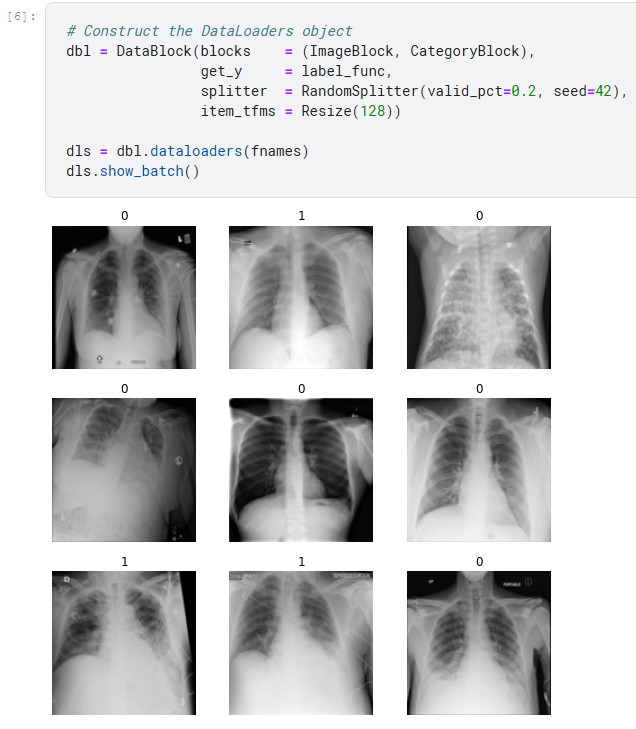 [6]:
# Construct the DataLoaders object
dbl = DataBlock(blocks    = (ImageBlock, CategoryBlock),
                get_y     = label_func,
                splitter  = RandomSplitter(valid_pct=0.2, seed=42),
                item_tfms = Resize(128))
dls = dbl.dataloaders(fnames)
dls.show_batch()
0 1 0
0 0 0
1 1 0